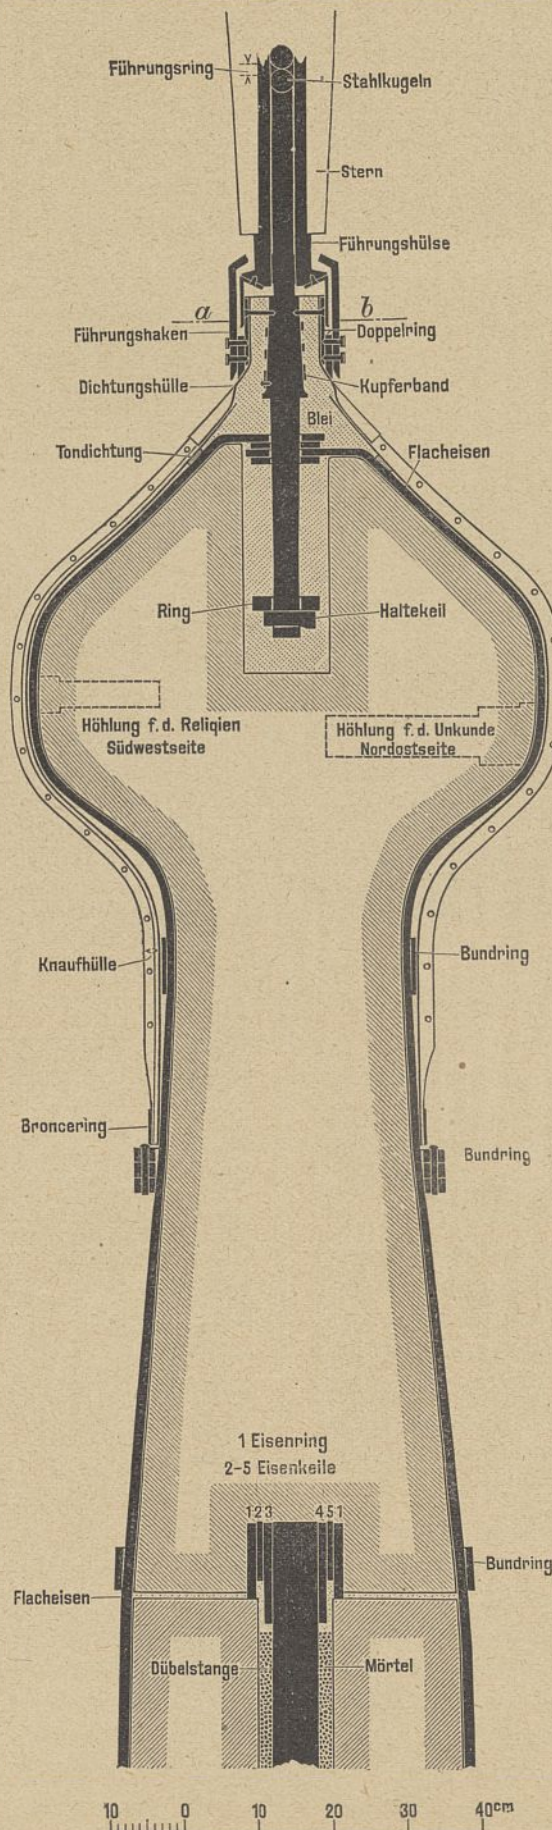 Führungsring
Stahlkugeln
Stern
Führungshülse
a
b
Führungshaken
Doppelring
Dichtungshülle
Kupferband
Blei
Tondichtung
Flacheisen
Ring
Haltekeil
Höhlung f. d. Reliqien
Südwestseite
Höhlung f. d. Unkunde
Nordostseite
Knaufhülle
Bundring
Broncering
Bundring
1 Eisenring
2-5 Eisenkeile
123
451
Bundring
Flacheisen
Dübelstange
Mörtel
10 0 10 20 30 40cm